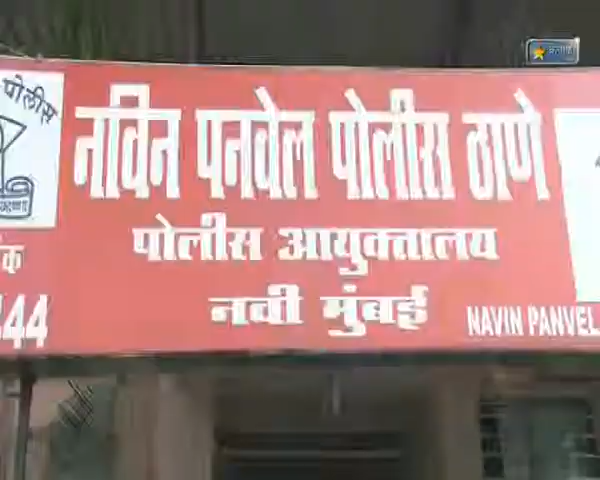 पोलीस
नविन पनवेल पोलीस ठाणे
पोलीस आयुक्तालय
नवी मुंबई
NAVIN PANVEL
44